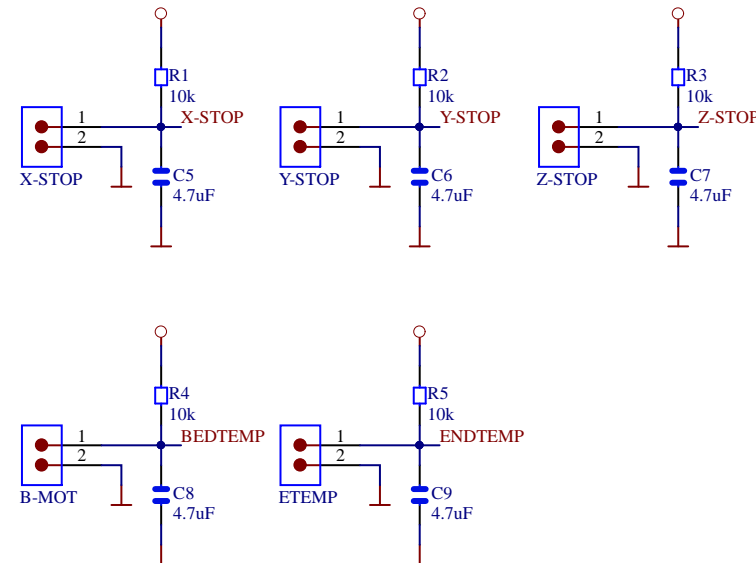 R1
10k
X-STOP
1
2
X-STOP
C5
4.7uF
R2
10k
Y-STOP
1
2
Y-STOP
C6
4.7uF
R3
10k
Z-STOP
1
2
Z-STOP
C7
4.7uF
R4
10k
BEDTEMP
1
2
B-MOT
C8
4.7uF
R5
10k
ENDTEMP
1
2
ETEMP
C9
4.7uF